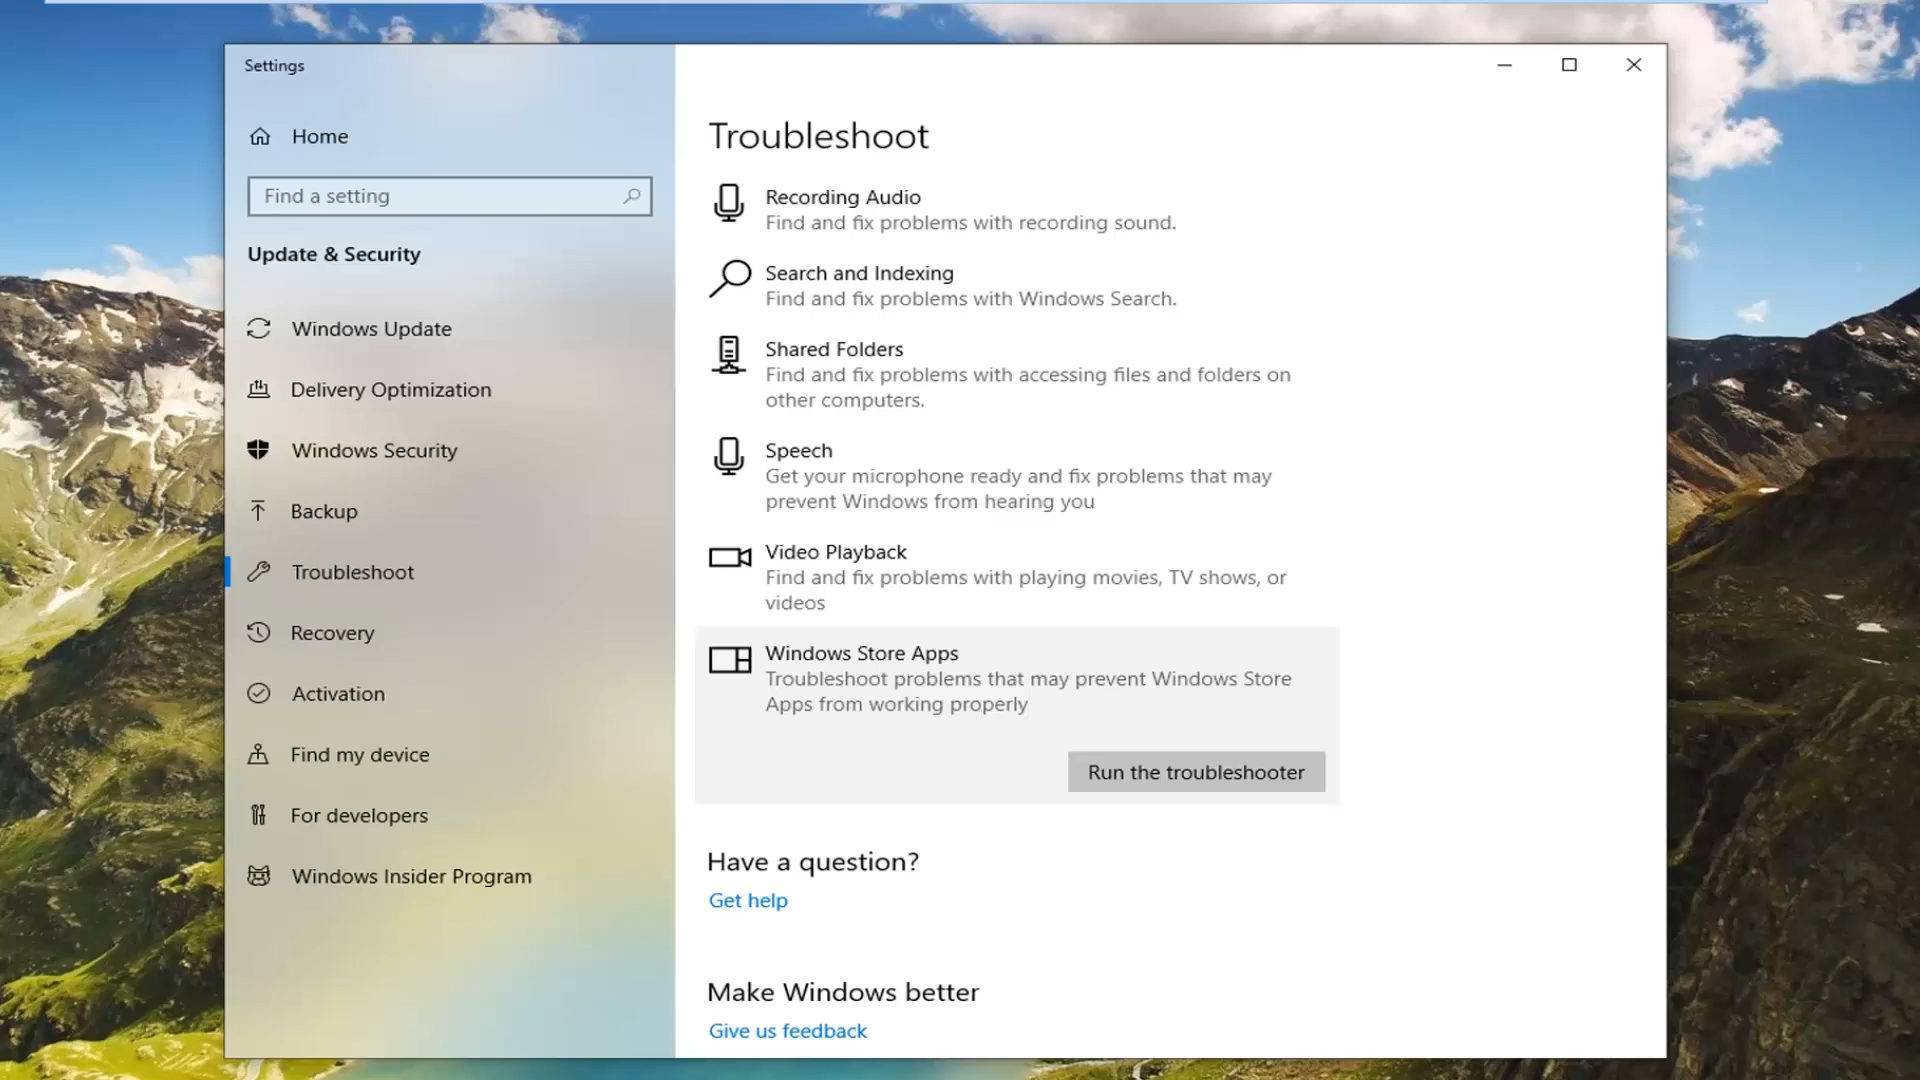 Settings
Home
Find a setting
Update & Security
Windows Update
Delivery Optimization
Windows Security
Backup
Troubleshoot
Recovery
Activation
Find my device
For developers
Windows Insider Program
Troubleshoot
Recording Audio
Find and fix problems with recording sound.
Search and Indexing
Find and fix problems with Windows Search.
Shared Folders
Find and fix problems with accessing files and folders on
other computers.
Speech
Get your microphone ready and fix problems that may
prevent Windows from hearing you
Video Playback
Find and fix problems with playing movies, TV shows, or
videos
Windows Store Apps
Troubleshoot problems that may prevent Windows Store
Apps from working properly
Run the troubleshooter
Have a question?
Get help
Make Windows better
Give us feedback